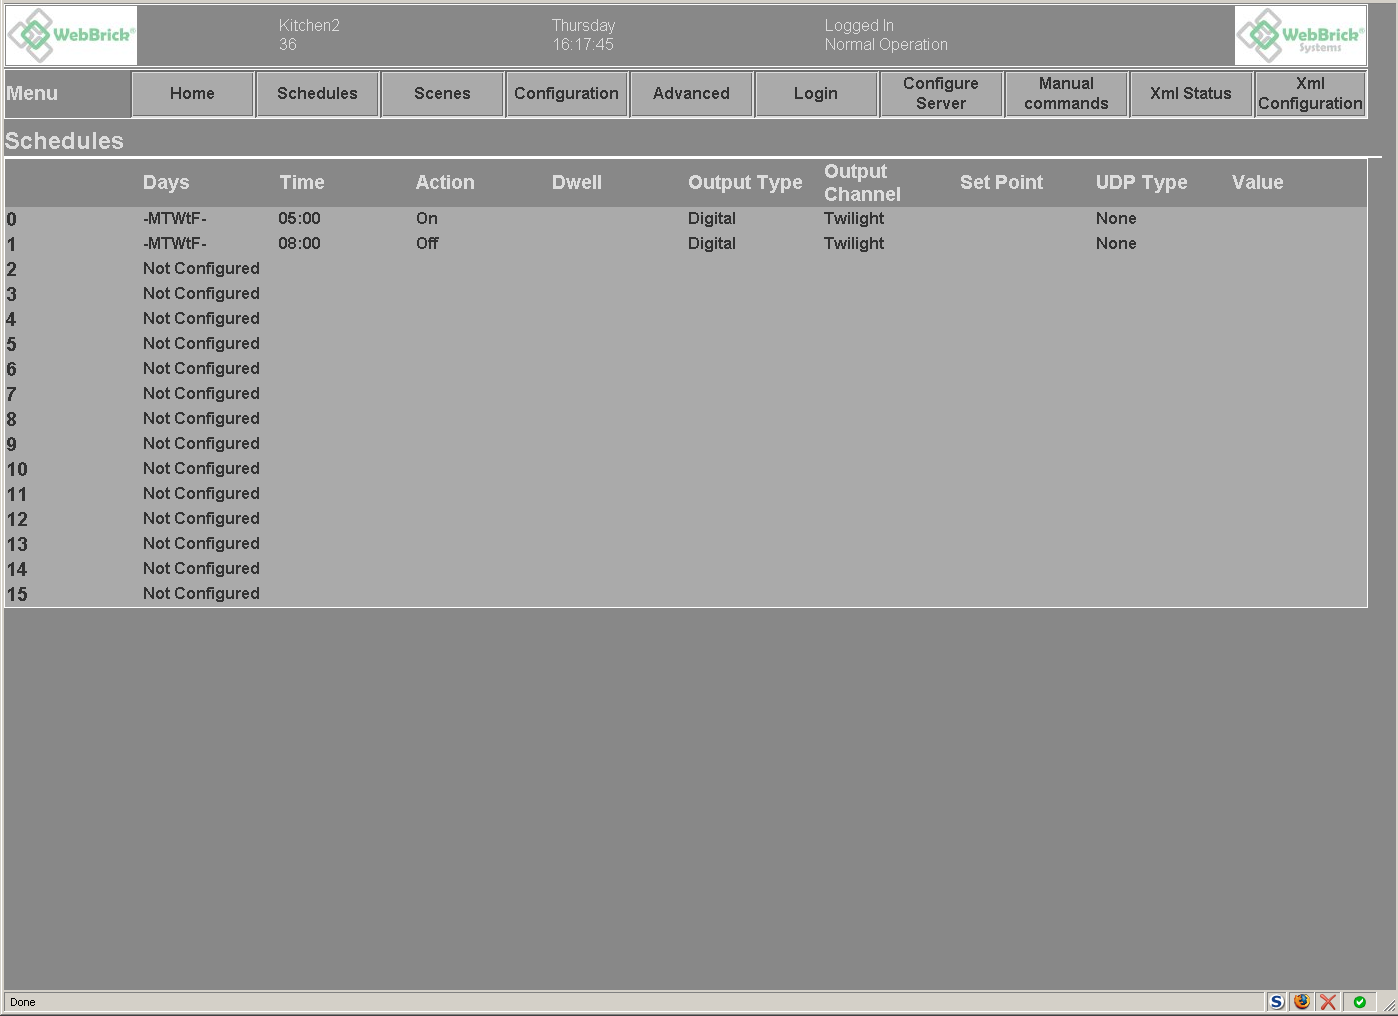 WebBrick®
Kitchen2
36
Thursday
16:17:45
Logged In
Normal Operation
WebBrick®
Systems
Menu
Home
Schedules
Scenes
Configuration
Advanced
Login
Configure
Server
Manual
commands
Xml Status
Xml
Configuration
Schedules
Days Time Action Dwell Output Type Output Channel Set Point UDP Type Value
0 -MTWtF- 05:00 On Digital Twilight None
1 -MTWtF- 08:00 Off Digital Twilight None
2 Not Configured
3 Not Configured
4 Not Configured
5 Not Configured
6 Not Configured
7 Not Configured
8 Not Configured
9 Not Configured
10 Not Configured
11 Not Configured
12 Not Configured
13 Not Configured
14 Not Configured
15 Not Configured
Done
S